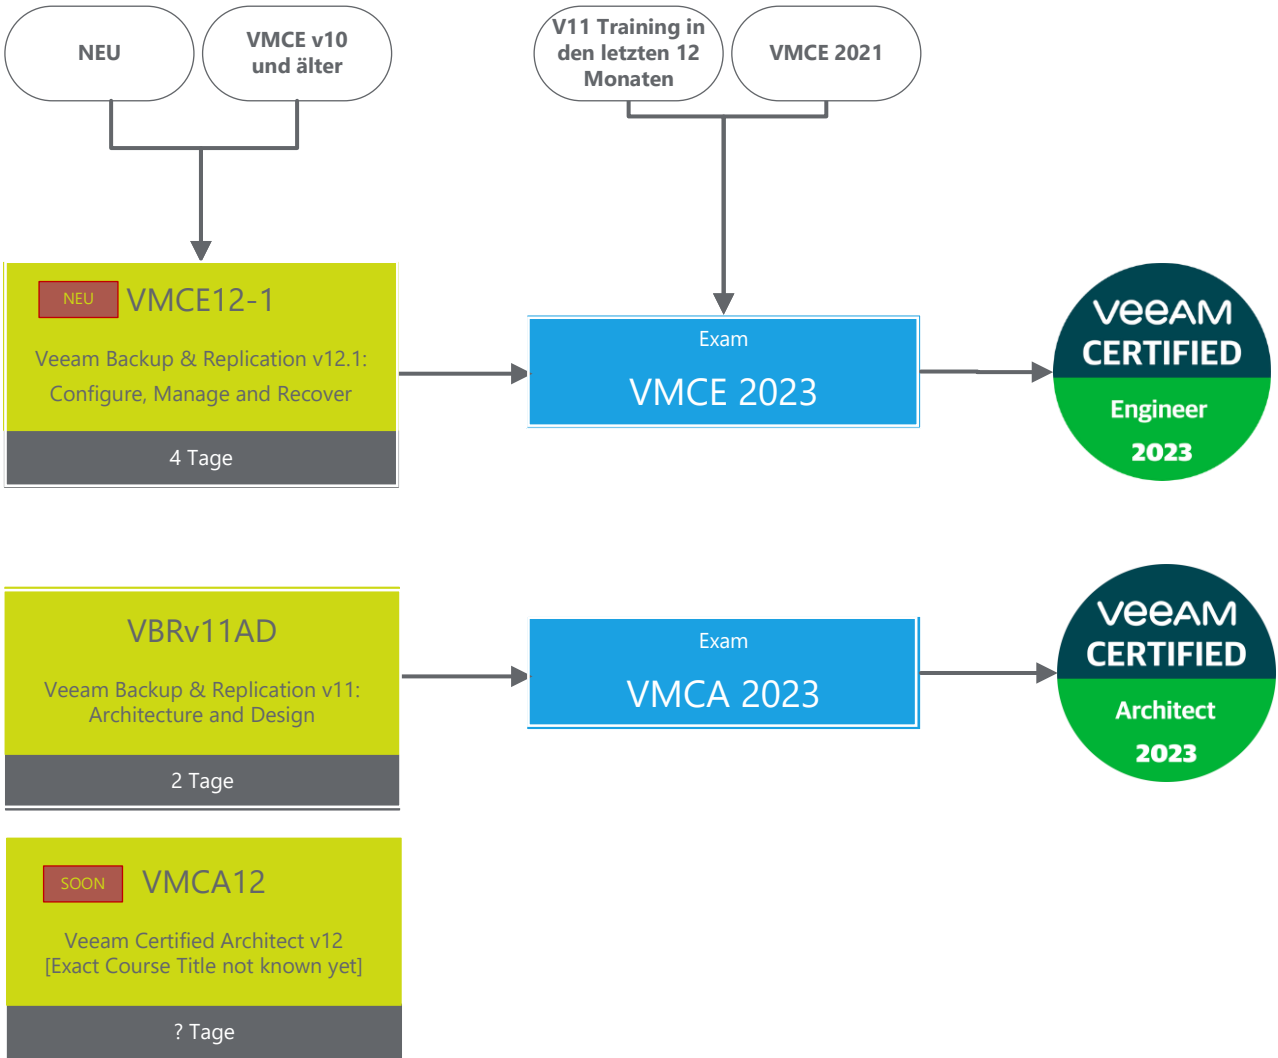 NEU
VMCE v10
und älter
V11 Training in
den letzten 12
Monaten
VMCE 2021
NEU
VMCE12-1
Veeam Backup & Replication v12.1:
Configure, Manage and Recover
4 Tage
Exam
VMCE 2023
veeam
CERTIFIED
Engineer
2023
VBRv11AD
Veeam Backup & Replication v11:
Architecture and Design
2 Tage
Exam
VMCA 2023
veeam
CERTIFIED
Architect
2023
SOON
VMCA12
Veeam Certified Architect v12
[Exact Course Title not known yet]
? Tage